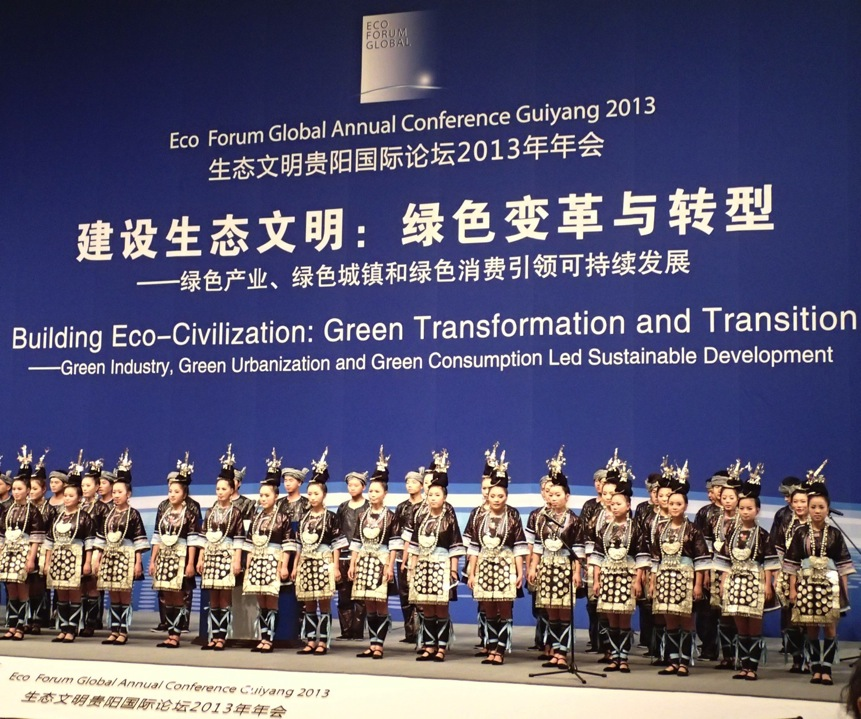 ECO
FORUM
GLOBAL
Eco Forum Global Annual Conference Guiyang 2013
生态文明贵阳国际论坛2013年年会
建设生态文明：绿色变革与转型
——绿色产业、绿色城镇和绿色消费引领可持续发展
Building Eco-Civilization: Green Transformation and Transition
——Green Industry, Green Urbanization and Green Consumption Led Sustainable Development
Eco Forum Global Annual Conference Guiyang 2013
生态文明贵阳国际论坛2013年年会